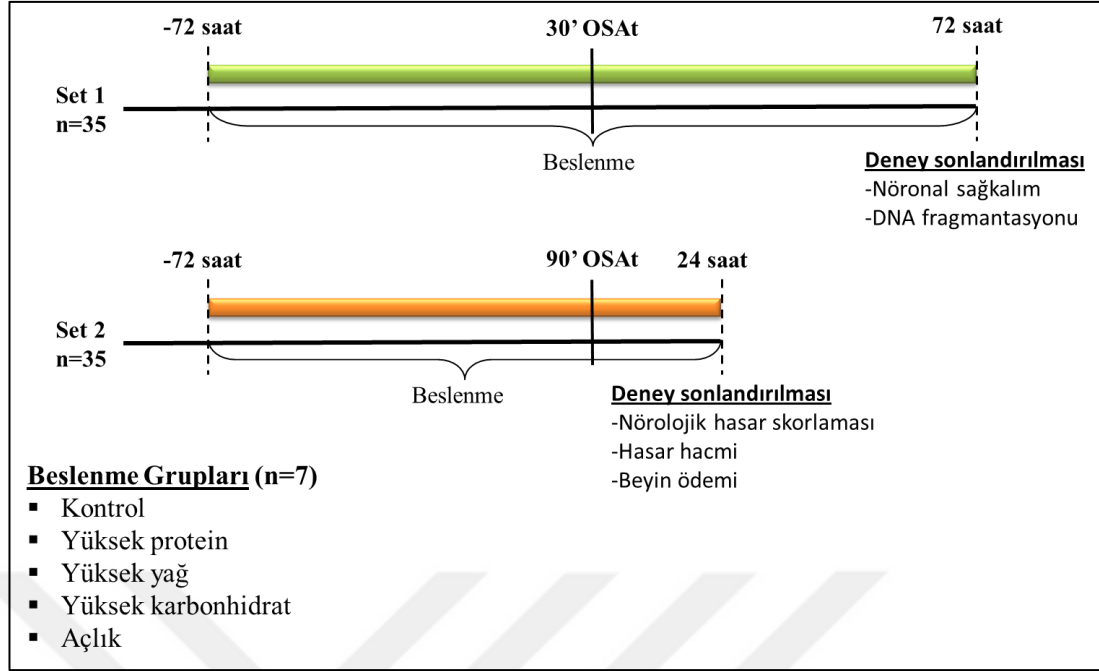 -72 saat
30’ OSAt
72 saat
Set 1
n=35
Beslenme
Deney sonlandırılması
-Nöronal sağkalım
-DNA fragmantasyonu
-72 saat
90’ OSAt
24 saat
Set 2
n=35
Beslenme
Deney sonlandırılması
-Nörolojik hasar skorlaması
-Hasar hacmi
-Beyin ödemi
Beslenme Grupları (n=7)
▪ Kontrol
▪ Yüksek protein
▪ Yüksek yağ
▪ Yüksek karbonhidrat
▪ Açlık